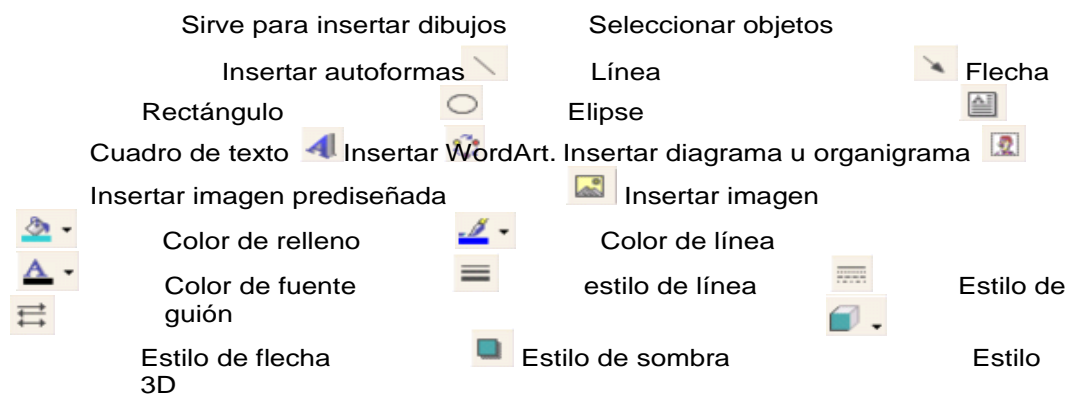 Sirve para insertar dibujos Seleccionar objetos
Insertar autoformas Línea Flecha
Rectángulo Elipse
Cuadro de texto Insertar WordArt. Insertar diagrama u organigrama
Insertar imagen prediseñada Insertar imagen
Color de relleno Color de línea
Color de fuente estilo de línea Estilo de
guión
Estilo de flecha Estilo de sombra Estilo
3D